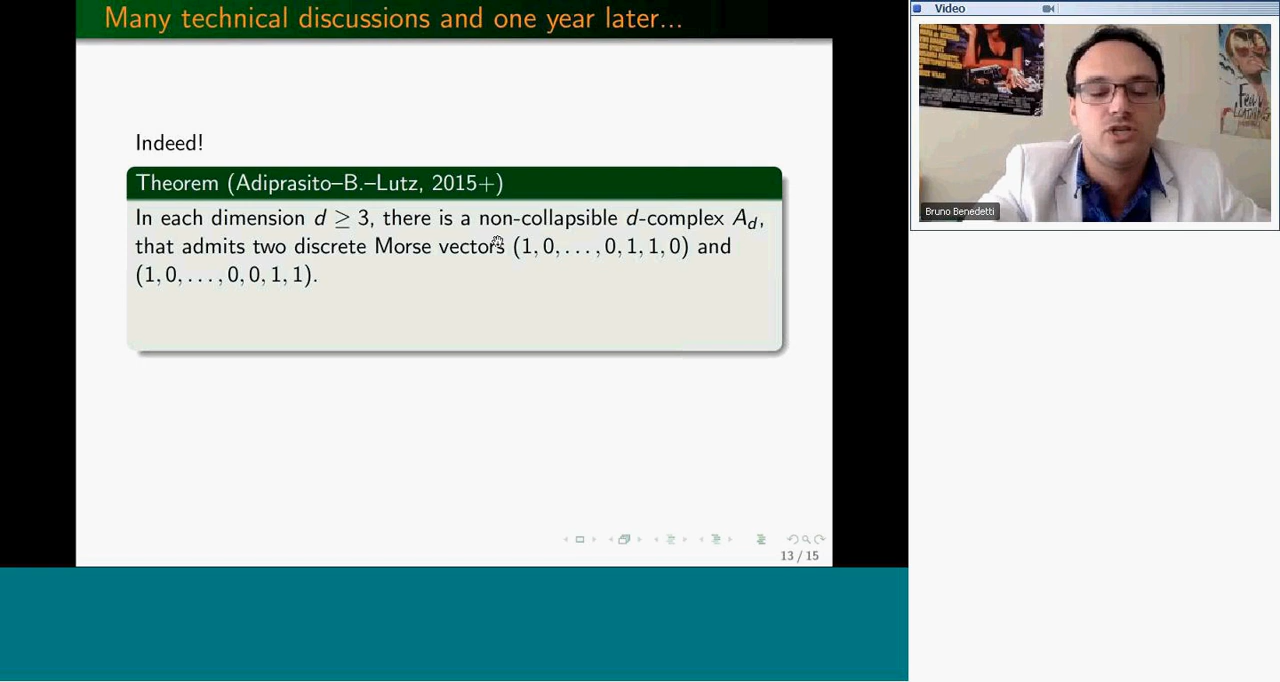 Many technical discussions and one year later...
Indeed!
Theorem (Adiprasito–B.–Lutz, 2015+)
In each dimension d ≥ 3, there is a non-collapsible d-complex A_d,
that admits two discrete Morse vectors (1, 0, . . . , 0, 1, 1, 0) and
(1, 0, . . . , 0, 0, 1, 1).
13 / 15
Video
Fear
Bruno Benedetti